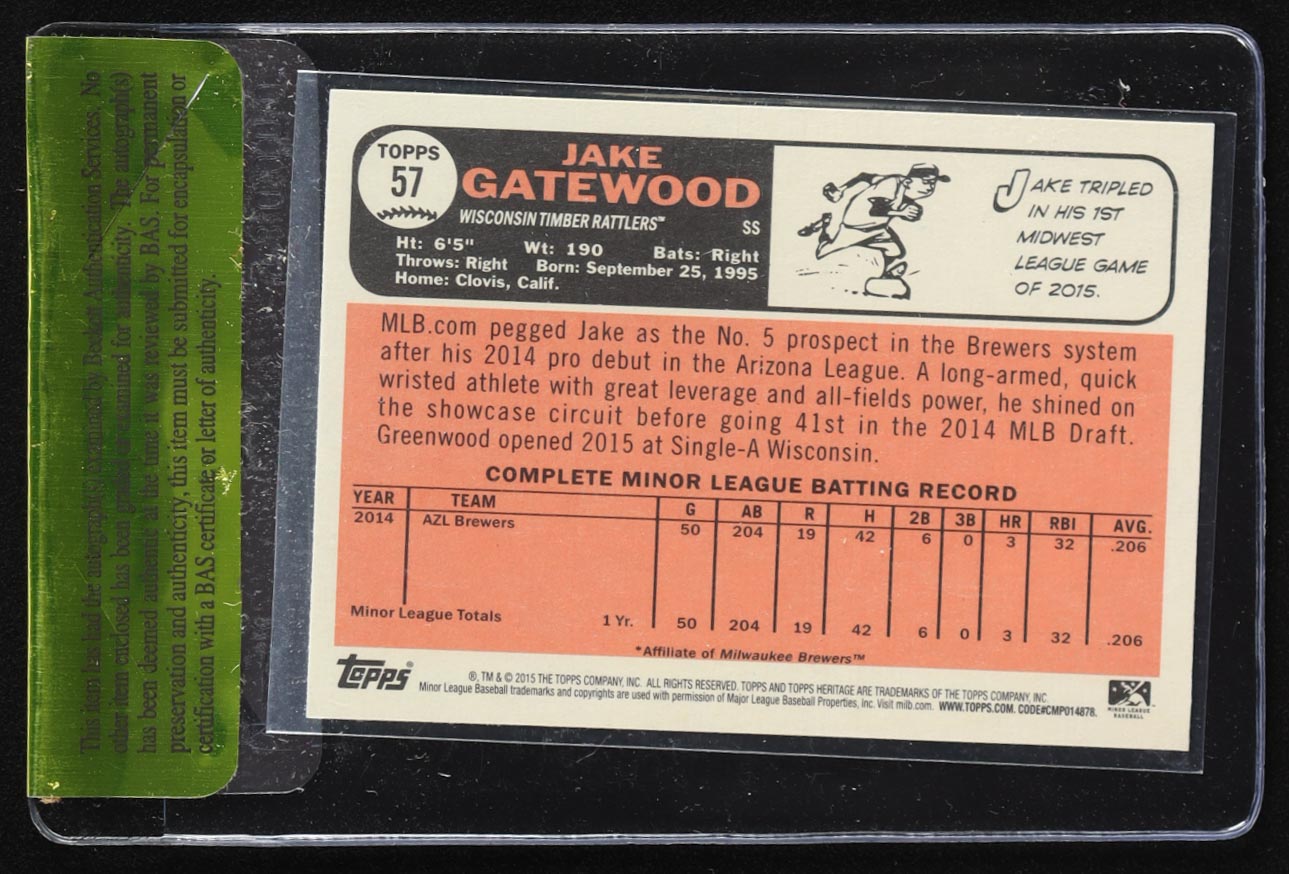 This item has had the autograph(s) examined by Beckett Authentication Services. No
other item enclosed has been graded or examined for authenticity. The autograph(s)
has been deemed authentic at the time it was reviewed by BAS. For permanent
preservation and authenticity, this item must be submitted for encapsulation or
certification with a BAS certificate or letter of authenticity.
TOPPS
57
JAKE
GATEWOOD
WISCONSIN TIMBER RATTLERS™ SS
Ht: 6'5" Wt: 190 Bats: Right
Throws: Right Born: September 25, 1995
Home: Clovis, Calif.
JAKE TRIPLED
IN HIS 1ST
MIDWEST
LEAGUE GAME
OF 2015.
MLB.com pegged Jake as the No. 5 prospect in the Brewers system
after his 2014 pro debut in the Arizona League. A long-armed, quick
wristed athlete with great leverage and all-fields power, he shined on
the showcase circuit before going 41st in the 2014 MLB Draft.
Greenwood opened 2015 at Single-A Wisconsin.
COMPLETE MINOR LEAGUE BATTING RECORD
YEAR TEAM G AB R H 2B 3B HR RBI AVG.
2014 AZL Brewers 50 204 19 42 6 0 3 32 .206
Minor League Totals 1 Yr. 50 204 19 42 6 0 3 32 .206
*Affiliate of Milwaukee Brewers™
topps®
®, TM & © 2015 THE TOPPS COMPANY, INC. ALL RIGHTS RESERVED. TOPPS AND TOPPS HERITAGE ARE TRADEMARKS OF THE TOPPS COMPANY, INC.
Minor League Baseball trademarks and copyrights are used with permission of Major League Baseball Properties, Inc. Visit milb.com. WWW.TOPPS.COM. CODE#CMP014878.
MINOR LEAGUE
BASEBALL